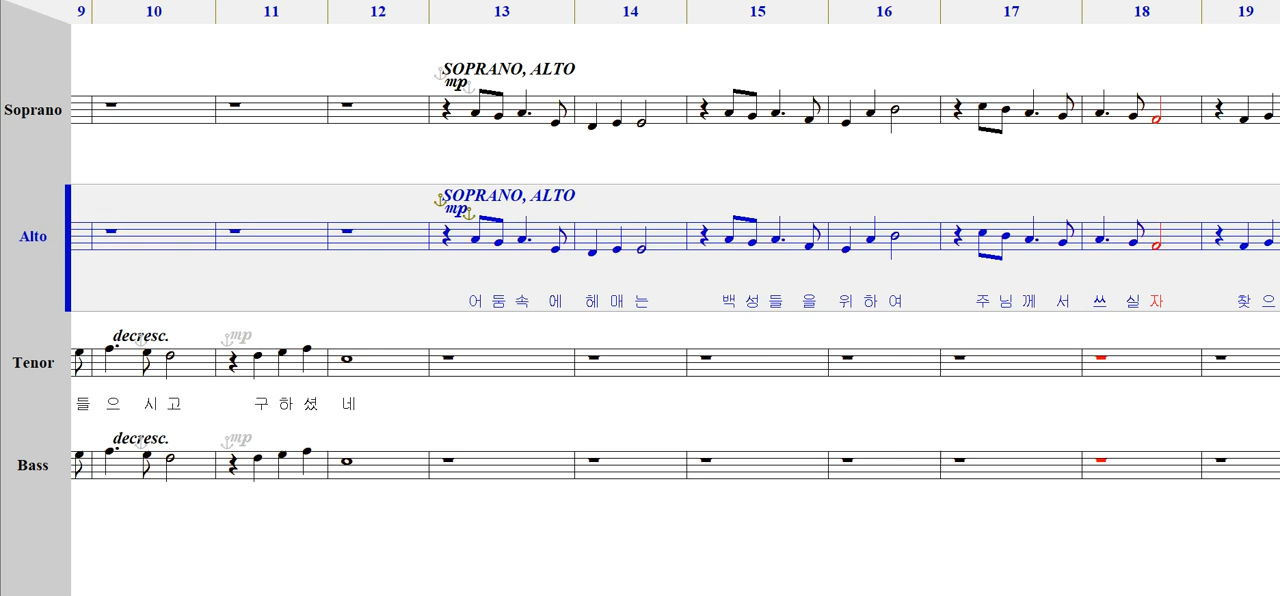 9 10 11 12 13 14 15 16 17 18 19
SOPRANO, ALTO
mp
Soprano
SOPRANO, ALTO
mp
Alto
어 둠 속 에 헤 매 는 백 성 들 을 위 하 여 주 님 께 서 쓰 실 자 찾 으
decresc. mp
Tenor
들 으 시 고 구 하 셨 네
decresc. mp
Bass